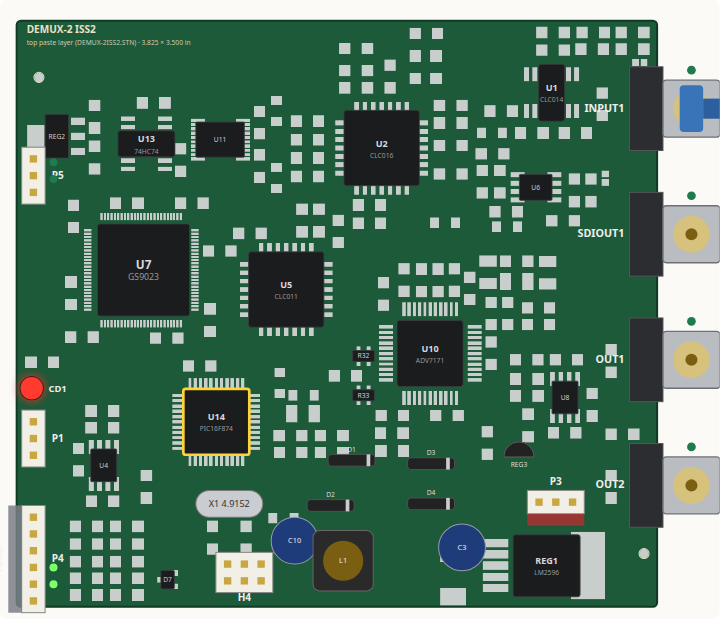 DEMUX-2 ISS2
top paste layer (DEMUX-2ISS2.STN) · 3.825 × 3.500 in
U1
CLC014
INPUT1
REG2
U13
74HC74
U11
U2
CLC016
P5
U6
SDIOUT1
U7
GS9023
U5
CLC011
U10
ADV7171
R32
OUT1
CD1
R33
U8
U14
PIC16F874
P1
D1
D3
REG3
U4
P3
OUT2
X1 4.9152
D2
D4
P4
C10
C3
L1
REG1
LM2596
D7
H4